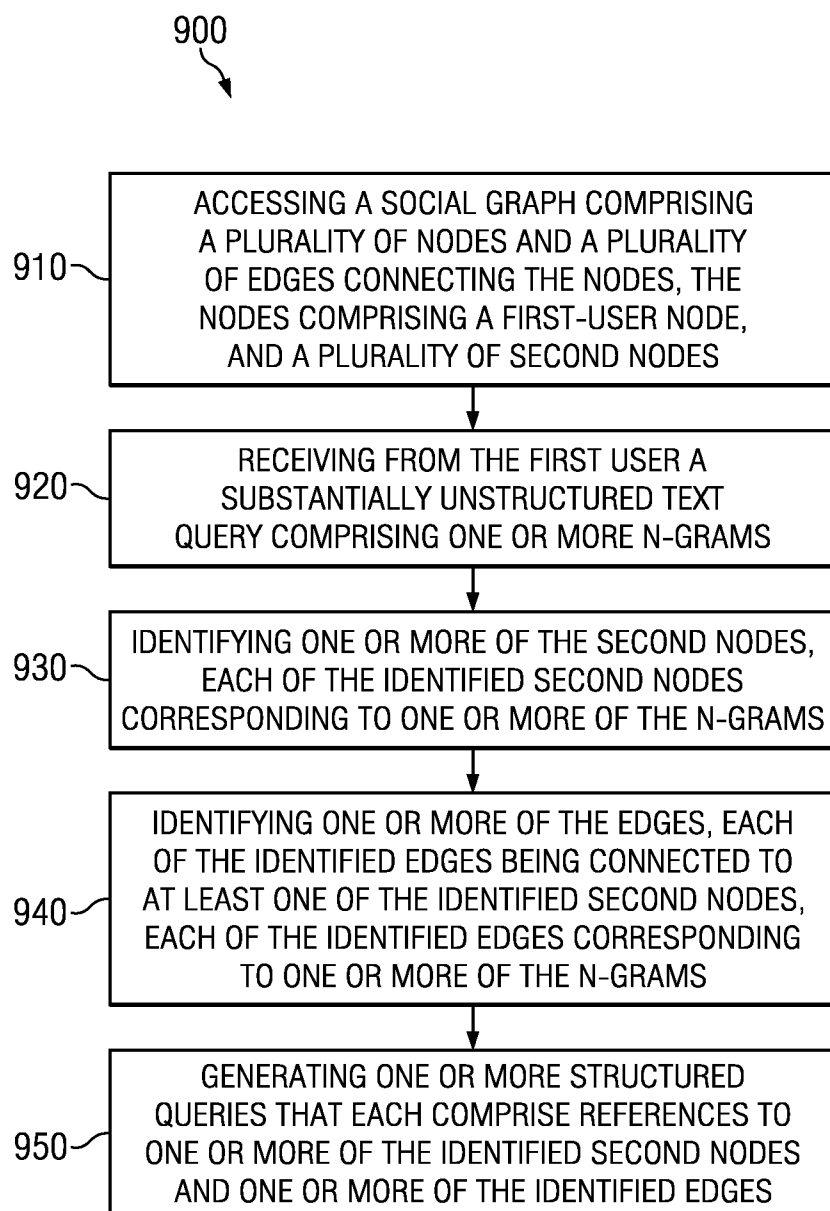 900
910
ACCESSING A SOCIAL GRAPH COMPRISING
A PLURALITY OF NODES AND A PLURALITY
OF EDGES CONNECTING THE NODES, THE
NODES COMPRISING A FIRST-USER NODE,
AND A PLURALITY OF SECOND NODES
920
RECEIVING FROM THE FIRST USER A
SUBSTANTIALLY UNSTRUCTURED TEXT
QUERY COMPRISING ONE OR MORE N-GRAMS
930
IDENTIFYING ONE OR MORE OF THE SECOND NODES,
EACH OF THE IDENTIFIED SECOND NODES
CORRESPONDING TO ONE OR MORE OF THE N-GRAMS
940
IDENTIFYING ONE OR MORE OF THE EDGES, EACH
OF THE IDENTIFIED EDGES BEING CONNECTED TO
AT LEAST ONE OF THE IDENTIFIED SECOND NODES,
EACH OF THE IDENTIFIED EDGES CORRESPONDING
TO ONE OR MORE OF THE N-GRAMS
950
GENERATING ONE OR MORE STRUCTURED
QUERIES THAT EACH COMPRISE REFERENCES TO
ONE OR MORE OF THE IDENTIFIED SECOND NODES
AND ONE OR MORE OF THE IDENTIFIED EDGES